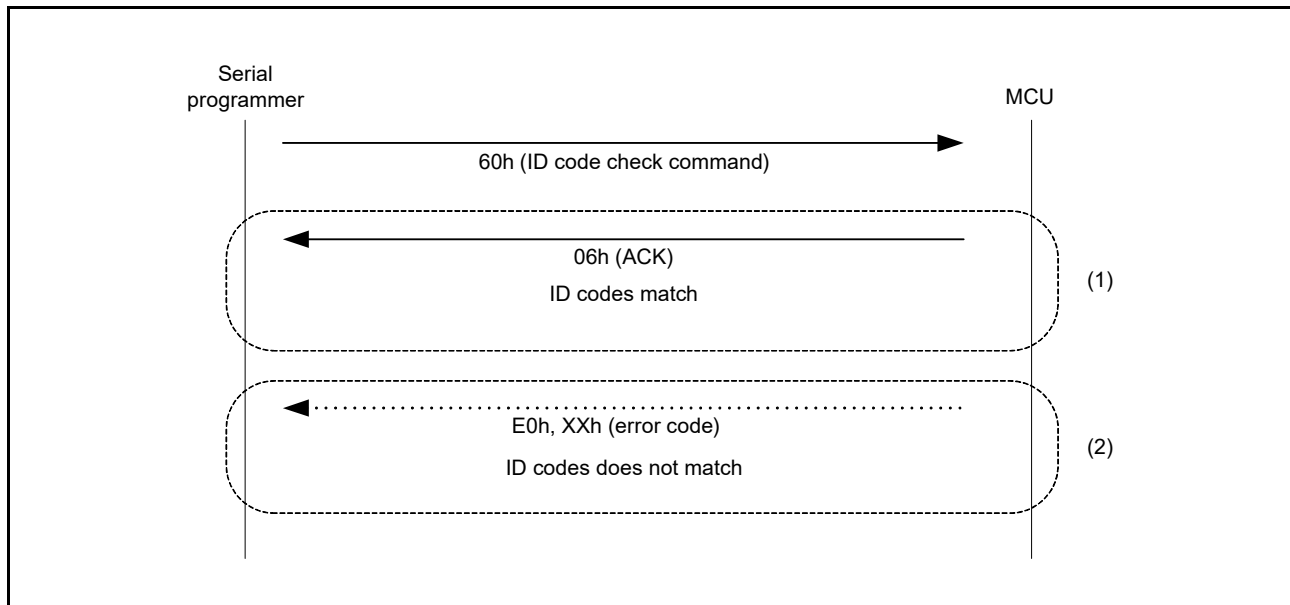 Serial
programmer
MCU
60h (ID code check command)
06h (ACK)
ID codes match
(1)
E0h, XXh (error code)
ID codes does not match
(2)